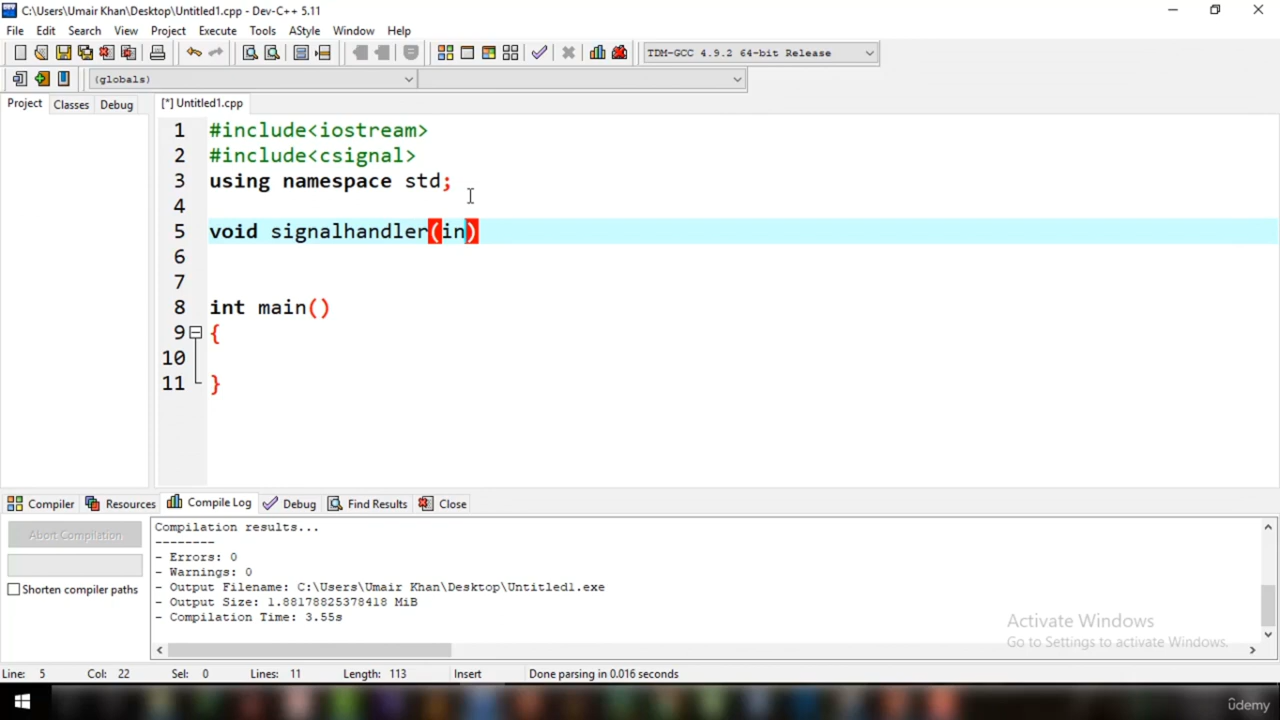 C:\Users\Umair Khan\Desktop\Untitled1.cpp - Dev-C++ 5.11
File Edit Search View Project Execute Tools AStyle Window Help
TDM-GCC 4.9.2 64-bit Release
(globals)
Project Classes Debug [*] Untitled1.cpp
1 #include<iostream>
2 #include<csignal>
3 using namespace std;
4
5 void signalhandler(in)
6
7
8 int main()
9 {
10
11 }
Compiler Resources Compile Log Debug Find Results Close
Abort Compilation
Shorten compiler paths
Compilation results...
--------
- Errors: 0
- Warnings: 0
- Output Filename: C:\Users\Umair Khan\Desktop\Untitled1.exe
- Output Size: 1.88178825378418 MiB
- Compilation Time: 3.55s
Activate Windows
Go to Settings to activate Windows.
Line: 5 Col: 22 Sel: 0 Lines: 11 Length: 113 Insert Done parsing in 0.016 seconds
ûdemy